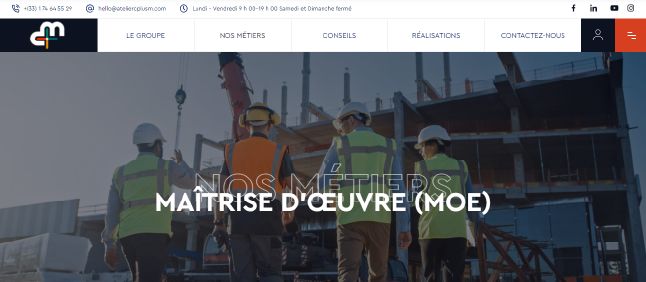 +(33) 1 74 64 55 29 hello@ateliercplusm.com Lundi - Vendredi 9 h 00-19 h 00 Samedi et Dimanche fermé
LE GROUPE NOS MÉTIERS CONSEILS RÉALISATIONS CONTACTEZ-NOUS
NOS MÉTIERS
MAÎTRISE D'ŒUVRE (MOE)